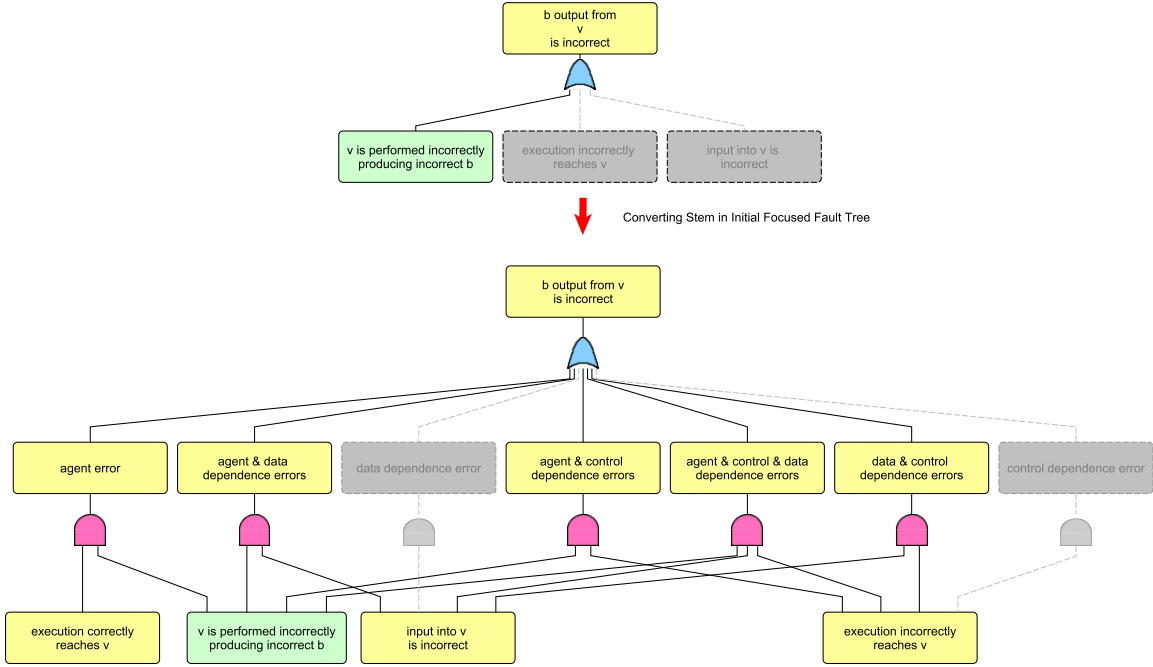 b output from
v
is incorrect
v is performed incorrectly
producing incorrect b
execution incorrectly
reaches v
input into v is
incorrect
Converting Stem in Initial Focused Fault Tree
b output from v
is incorrect
agent error
agent & data
dependence errors
data dependence error
agent & control
dependence errors
agent & control & data
dependence errors
data & control
dependence errors
control dependence error
execution correctly
reaches v
v is performed incorrectly
producing incorrect b
input into v
is incorrect
execution incorrectly
reaches v